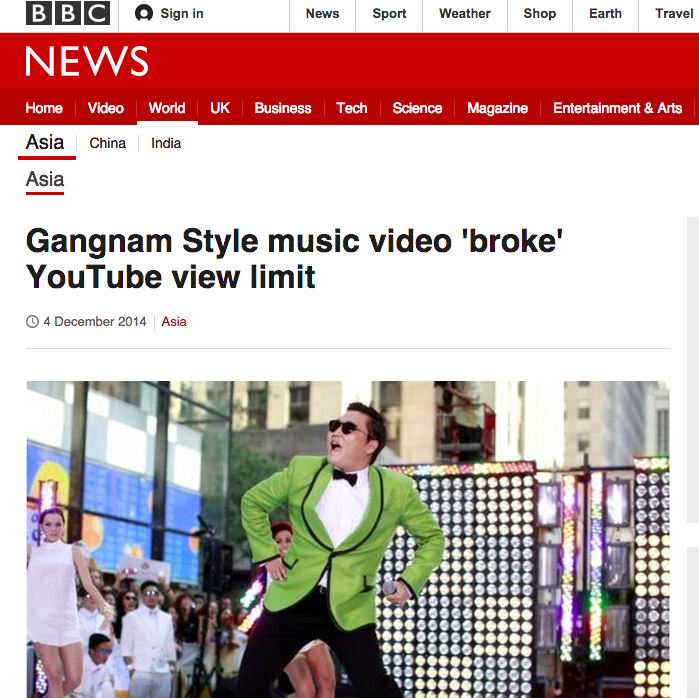 BBC Sign in News Sport Weather Shop Earth Travel
NEWS
Home Video World UK Business Tech Science Magazine Entertainment & Arts
Asia China India
Asia
Gangnam Style music video 'broke'
YouTube view limit
4 December 2014 Asia